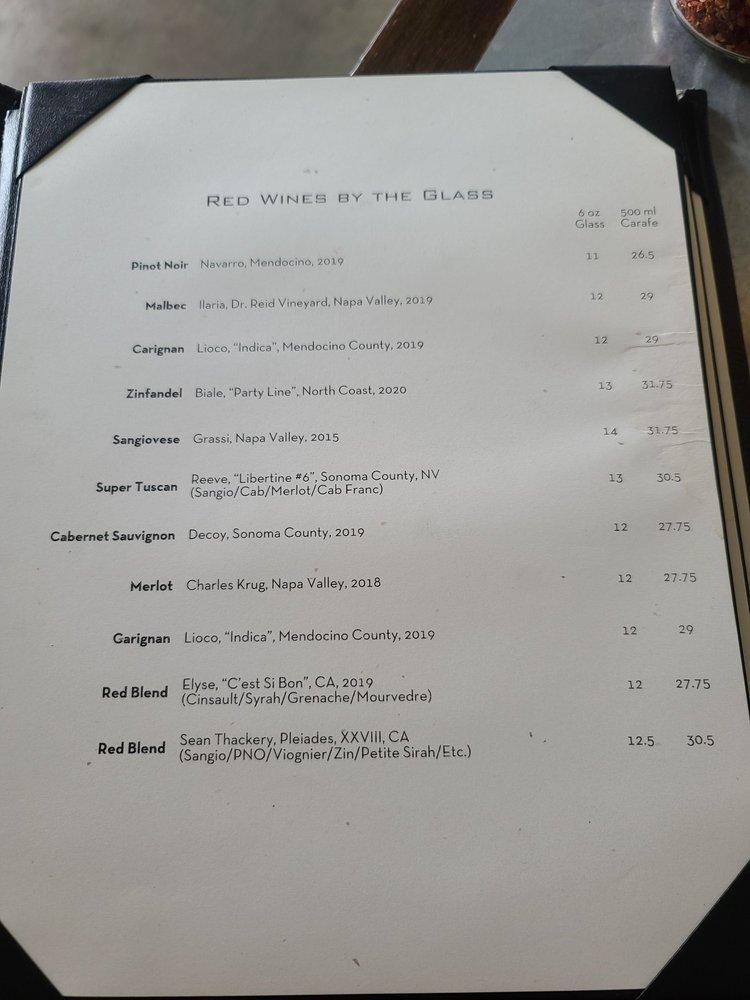 Red Wines by the Glass
6 oz Glass 500 ml Carafe
Pinot Noir Navarro, Mendocino, 2019 11 26.5
Malbec Ilaria, Dr. Reid Vineyard, Napa Valley, 2019 12 29
Carignan Lioco, "Indica", Mendocino County, 2019 12 29
Zinfandel Biale, "Party Line", North Coast, 2020 13 31.75
Sangiovese Grassi, Napa Valley, 2015 14 31.75
Super Tuscan Reeve, "Libertine #6", Sonoma County, NV 13 30.5
(Sangio/Cab/Merlot/Cab Franc)
Cabernet Sauvignon Decoy, Sonoma County, 2019 12 27.75
Merlot Charles Krug, Napa Valley, 2018 12 27.75
Carignan Lioco, "Indica", Mendocino County, 2019 12 29
Red Blend Elyse, "C'est Si Bon", CA, 2019 12 27.75
(Cinsault/Syrah/Grenache/Mourvedre)
Red Blend Sean Thackery, Pleiades, XXVIII, CA 12.5 30.5
(Sangio/PNO/Viognier/Zin/Petite Sirah/Etc.)